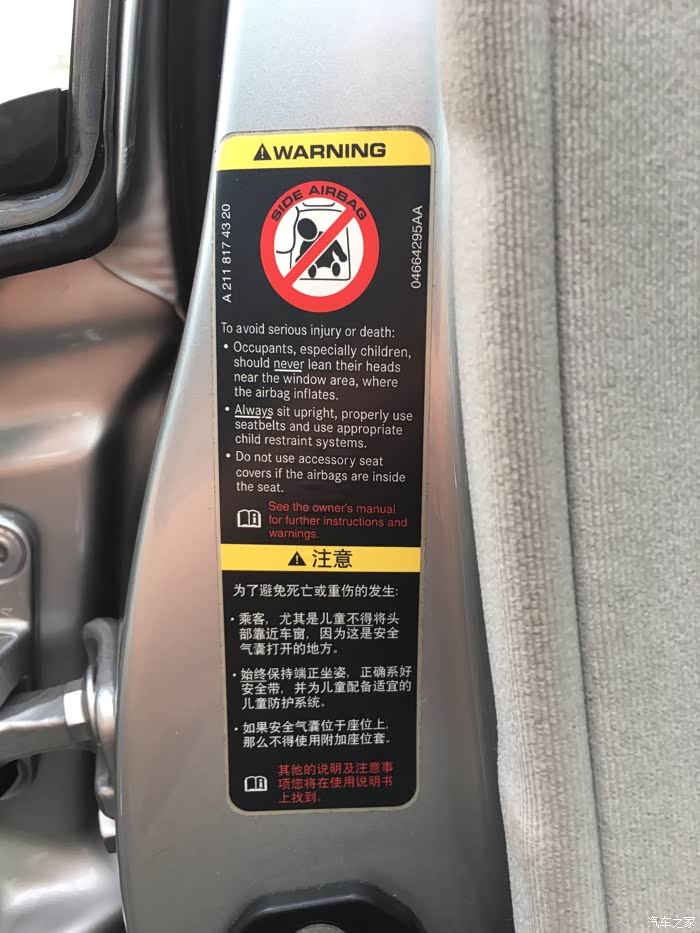 WARNING
SIDE AIRBAG
A 211 817 43 20
04664295AA
To avoid serious injury or death:
• Occupants, especially children,
should never lean their heads
near the window area, where
the airbag inflates.
• Always sit upright, properly use
seatbelts and use appropriate
child restraint systems.
• Do not use accessory seat
covers if the airbags are inside
the seat.
See the owner's manual
for further instructions and
warnings.
注意
为了避免死亡或重伤的发生:
• 乘客，尤其是儿童不得将头
部靠近车窗，因为这是安全
气囊打开的地方。
• 始终保持端正坐姿，正确系好
安全带，并为儿童配备适宜的
儿童防护系统。
• 如果安全气囊位于座位上，
那么不得使用附加座位套。
其他的说明及注意事
项您将在使用说明书
上找到.
汽车之家